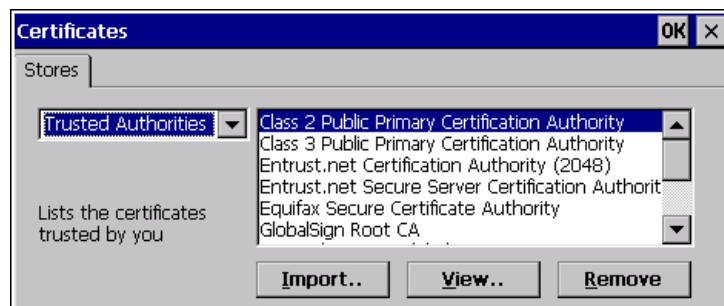 Certificates
OK
Stores
Trusted Authorities
Class 2 Public Primary Certification Authority
Class 3 Public Primary Certification Authority
Entrust.net Certification Authority (2048)
Entrust.net Secure Server Certification Authorit
Equifax Secure Certificate Authority
GlobalSign Root CA
Lists the certificates
trusted by you
Import..
View..
Remove